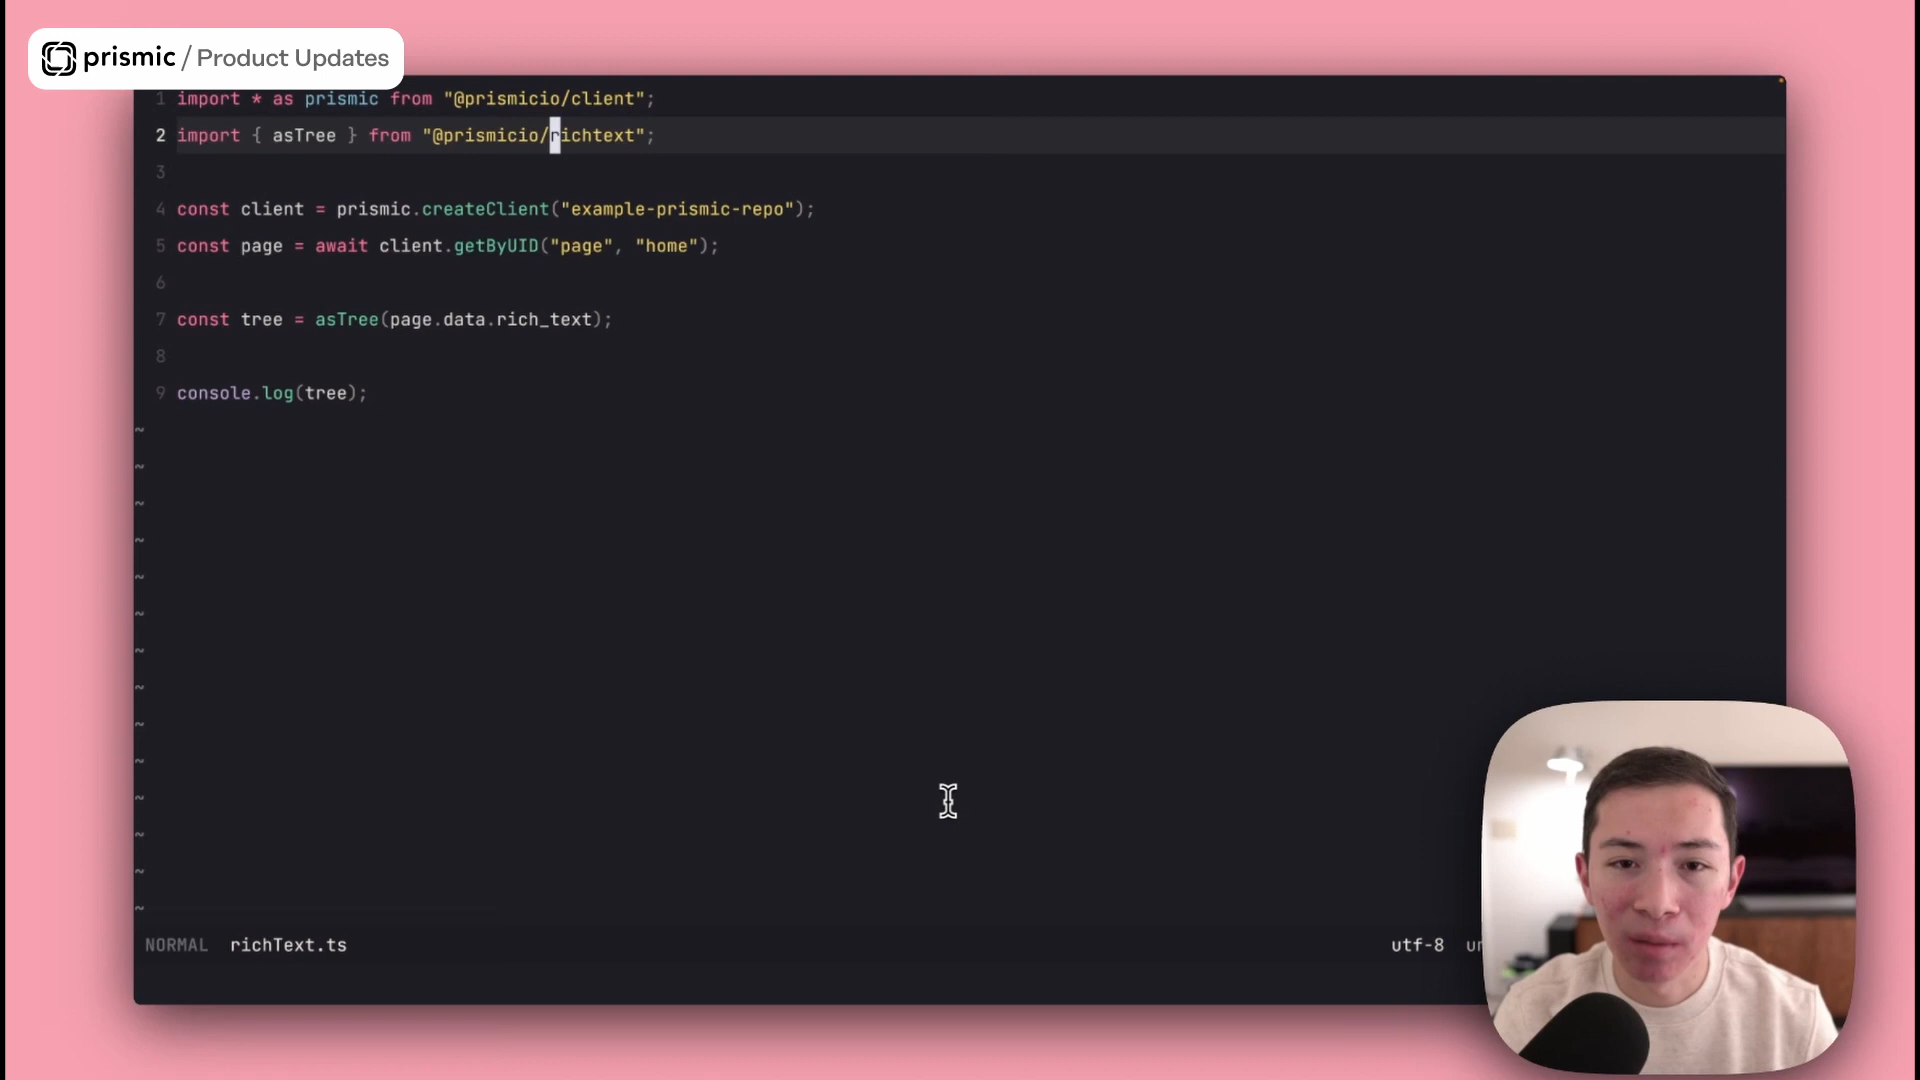 prismic / Product Updates
1 import * as prismic from "@prismicio/client";
2 import { asTree } from "@prismicio/richtext";
3
4 const client = prismic.createClient("example-prismic-repo");
5 const page = await client.getByUID("page", "home");
6
7 const tree = asTree(page.data.rich_text);
8
9 console.log(tree);
~
~
~
~
~
~
~
~
~
~
~
~
~
~
NORMAL richText.ts utf-8